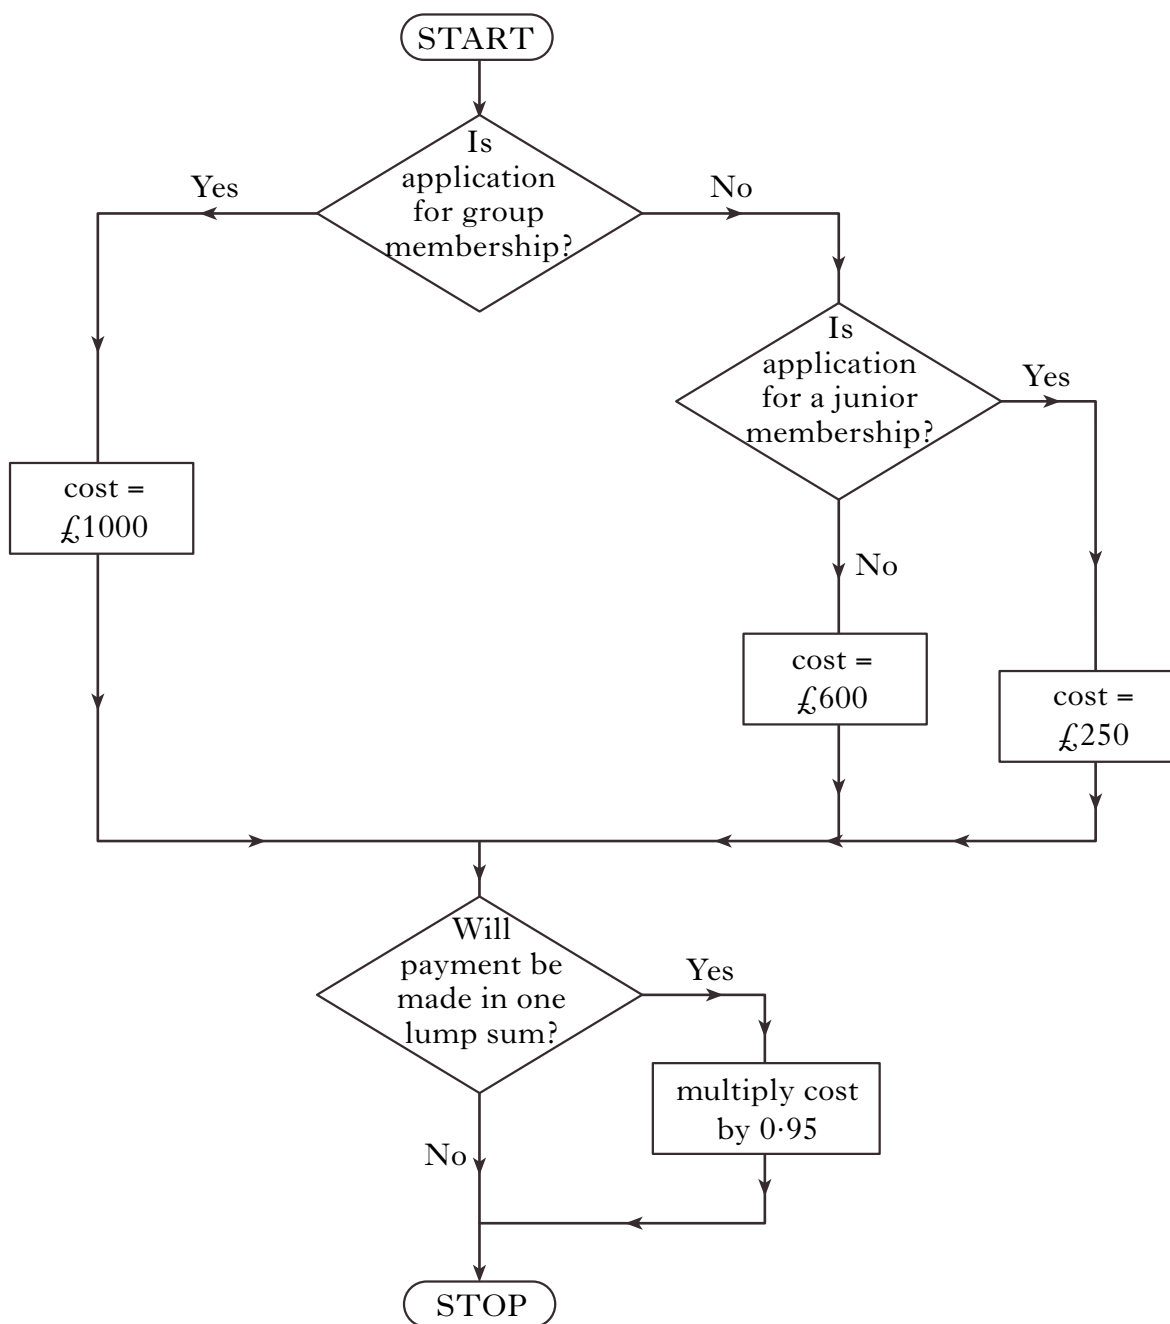 START
Is
application
for group
membership?
Yes
No
Is
application
for a junior
membership?
Yes
No
cost =
£1000
cost =
£600
cost =
£250
Will
payment be
made in one
lump sum?
Yes
multiply cost
by 0·95
No
STOP